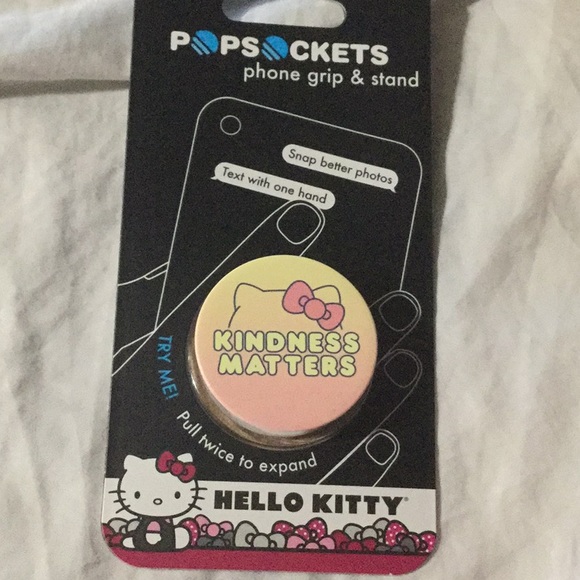 POPSOCKETS
phone grip & stand
Snap better photos
Text with one hand
KINDNESS
MATTERS
TRY ME!
Pull twice to expand
HELLO KITTY®